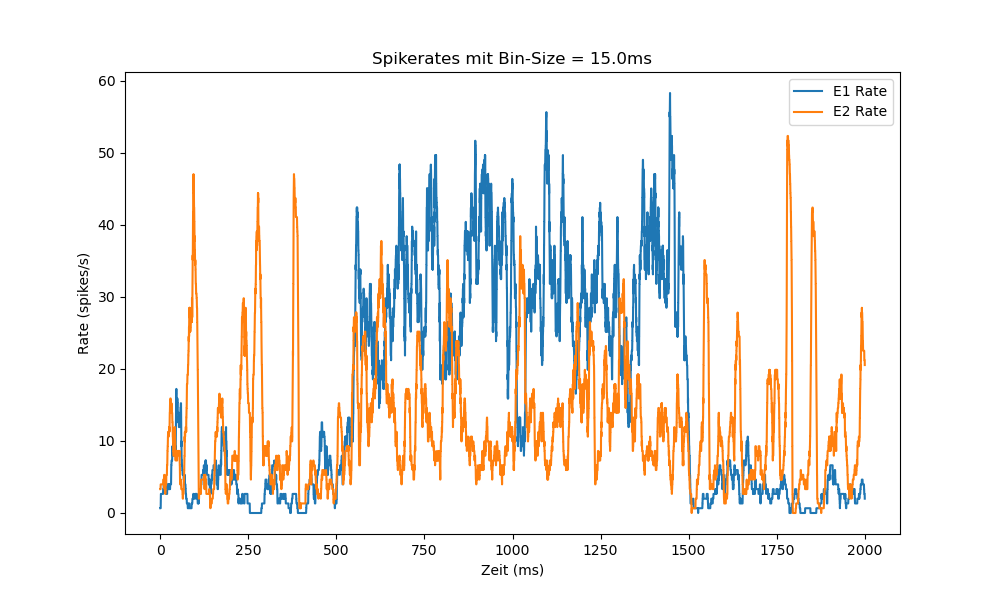 Spikerates mit Bin-Size = 15.0ms
E1 Rate
E2 Rate
60
50
40
30
20
10
0
Rate (spikes/s)
0 250 500 750 1000 1250 1500 1750 2000
Zeit (ms)